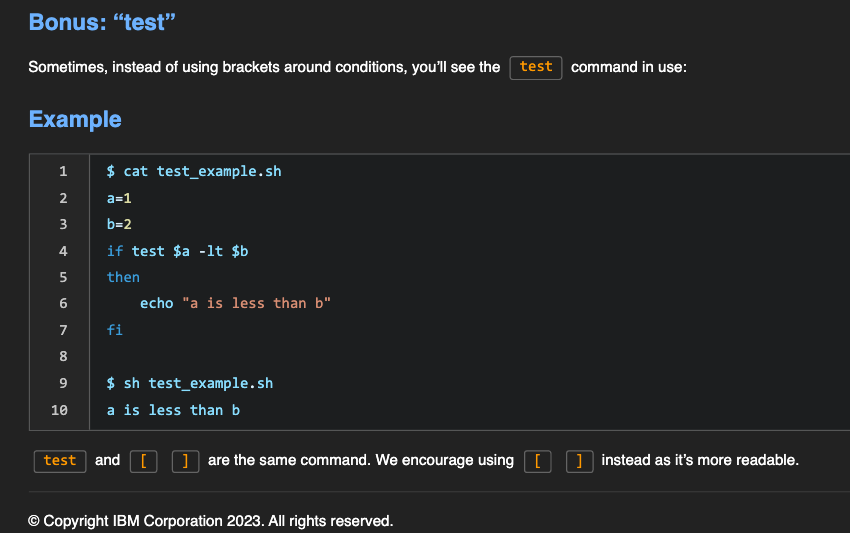 Bonus: “test”
Sometimes, instead of using brackets around conditions, you’ll see the test command in use:
Example
1 $ cat test_example.sh
2 a=1
3 b=2
4 if test $a -lt $b
5 then
6     echo "a is less than b"
7 fi
8
9 $ sh test_example.sh
10 a is less than b
test and [ ] are the same command. We encourage using [ ] instead as it’s more readable.
© Copyright IBM Corporation 2023. All rights reserved.